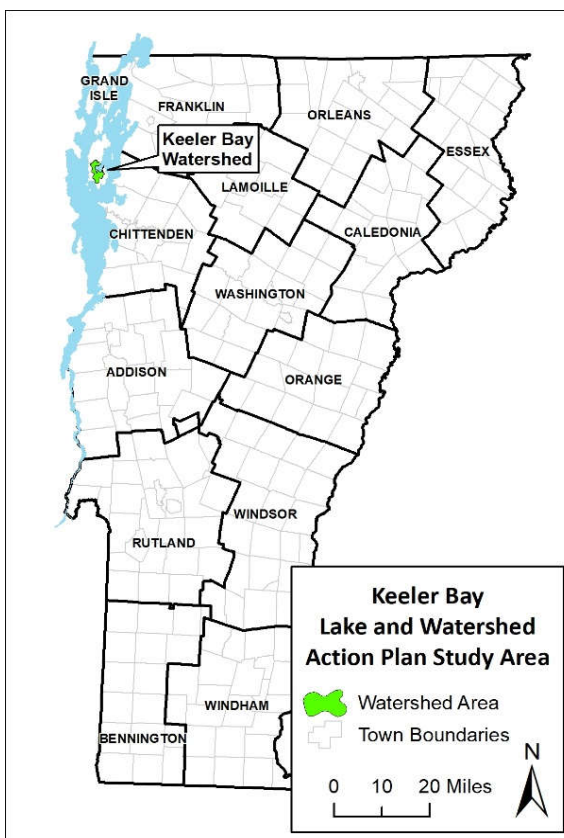 GRAND
ISLE
FRANKLIN
ORLEANS
ESSEX
Keeler Bay
Watershed
LAMOILLE
CALEDONIA
CHITTENDEN
WASHINGTON
ADDISON
ORANGE
WINDSOR
RUTLAND
Keeler Bay
Lake and Watershed
Action Plan Study Area
Watershed Area
Town Boundaries
N
0 10 20 Miles
WINDHAM
BENNINGTON